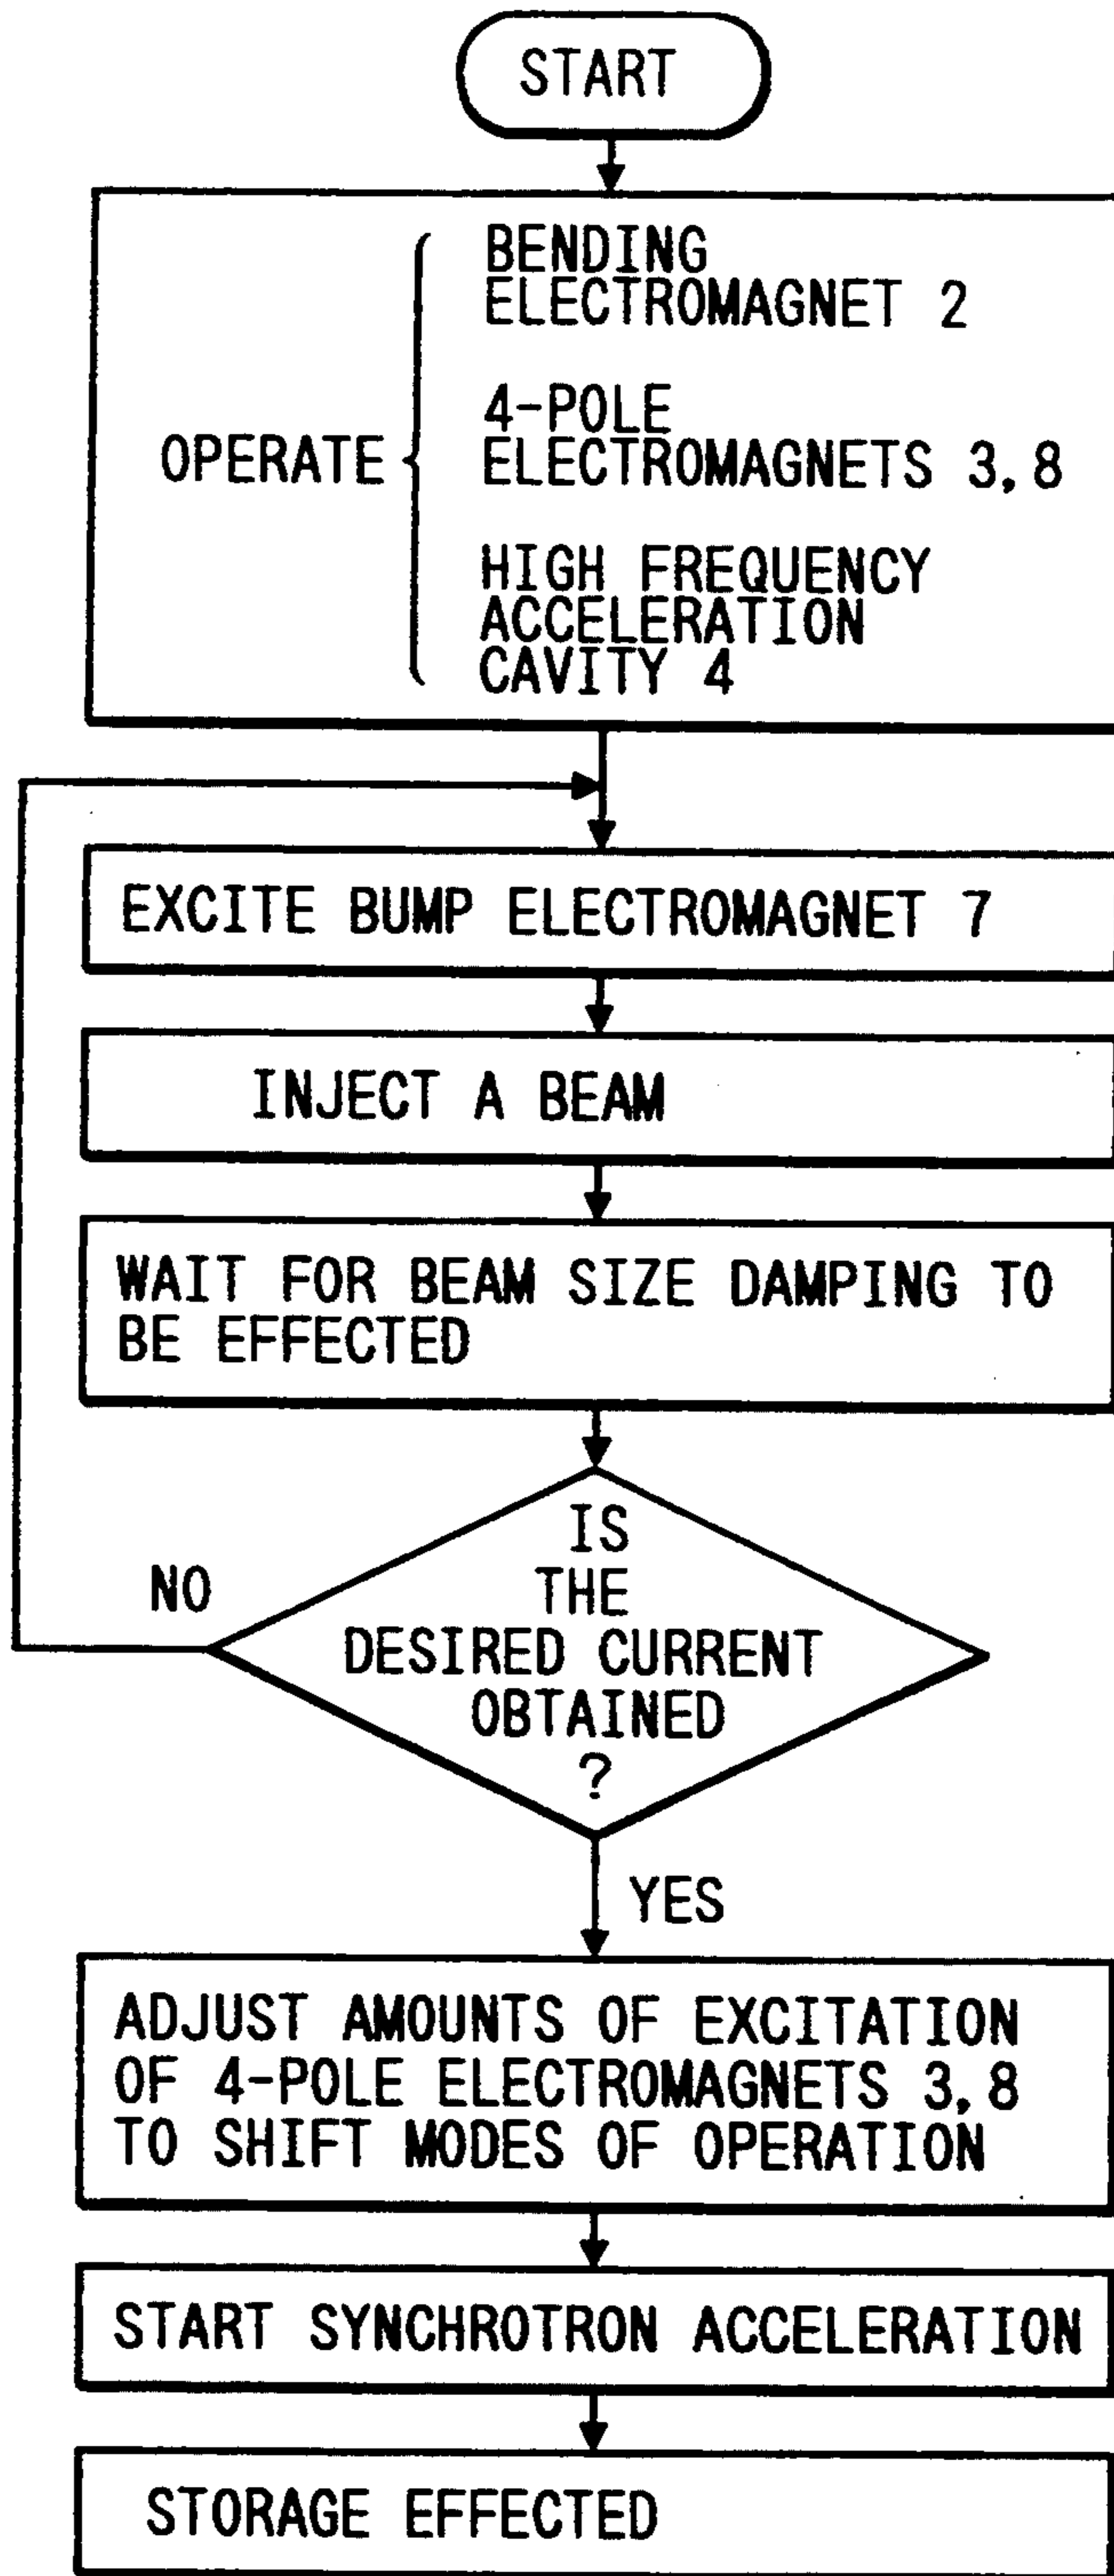 START
OPERATE
BENDING
ELECTROMAGNET 2
4-POLE
ELECTROMAGNETS 3,8
HIGH FREQUENCY
ACCELERATION
CAVITY 4
EXCITE BUMP ELECTROMAGNET 7
INJECT A BEAM
WAIT FOR BEAM SIZE DAMPING TO
BE EFFECTED
IS
THE
DESIRED CURRENT
OBTAINED
?
NO
YES
ADJUST AMOUNTS OF EXCITATION
OF 4-POLE ELECTROMAGNETS 3,8
TO SHIFT MODES OF OPERATION
START SYNCHROTRON ACCELERATION
STORAGE EFFECTED